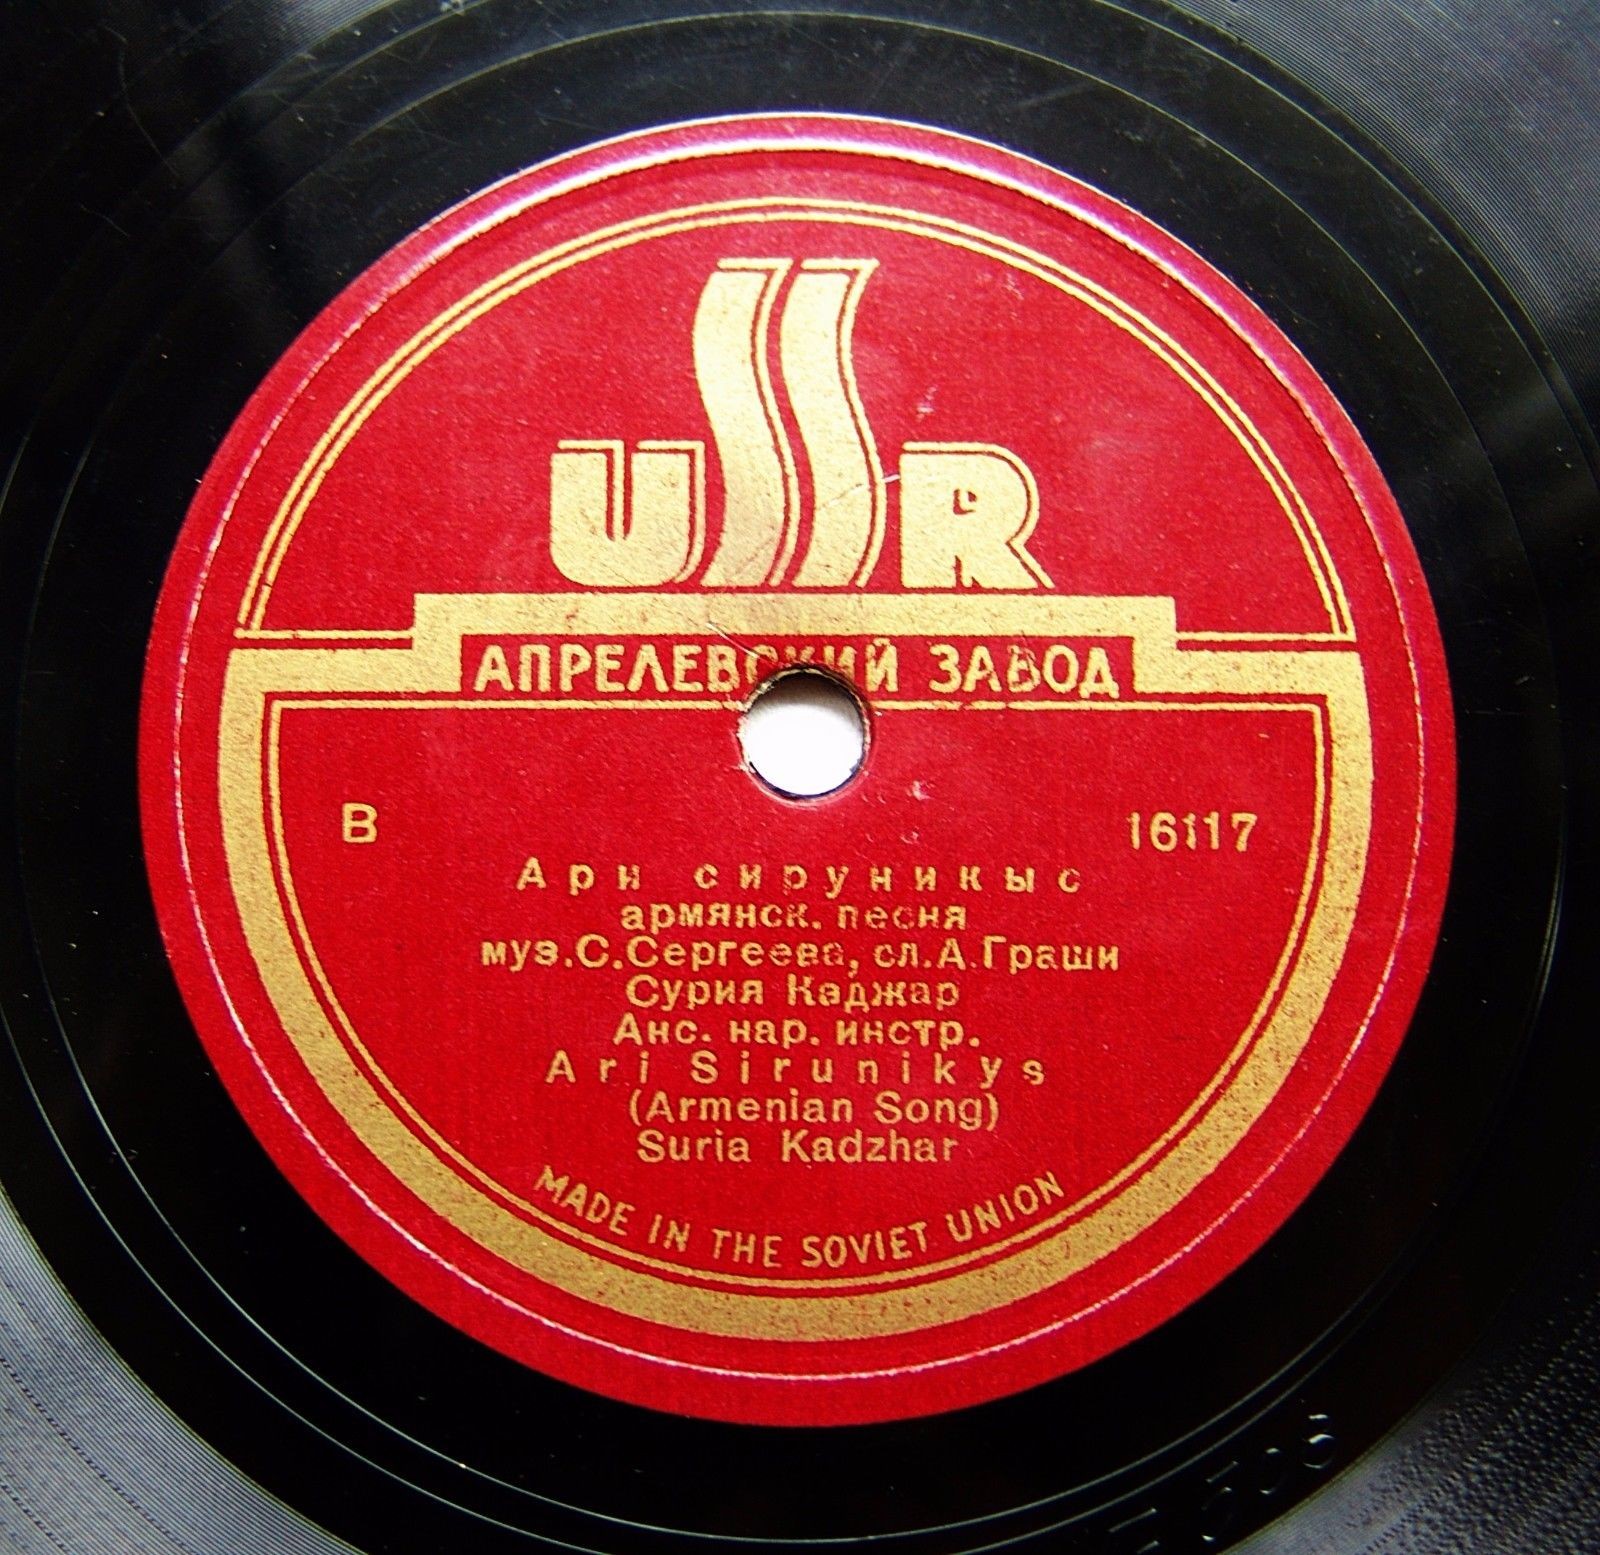 USSR
АПРЕЛЕВСКИЙ ЗАВОД
В 16117
Ари сируникыс
армянск. песня
муз.С.Сергеева, сл.А.Граши
Сурия Каджар
Анс. нар. инстр.
Ari Sirunikys
(Armenian Song)
Suria Kadzhar
MADE IN THE SOVIET UNION